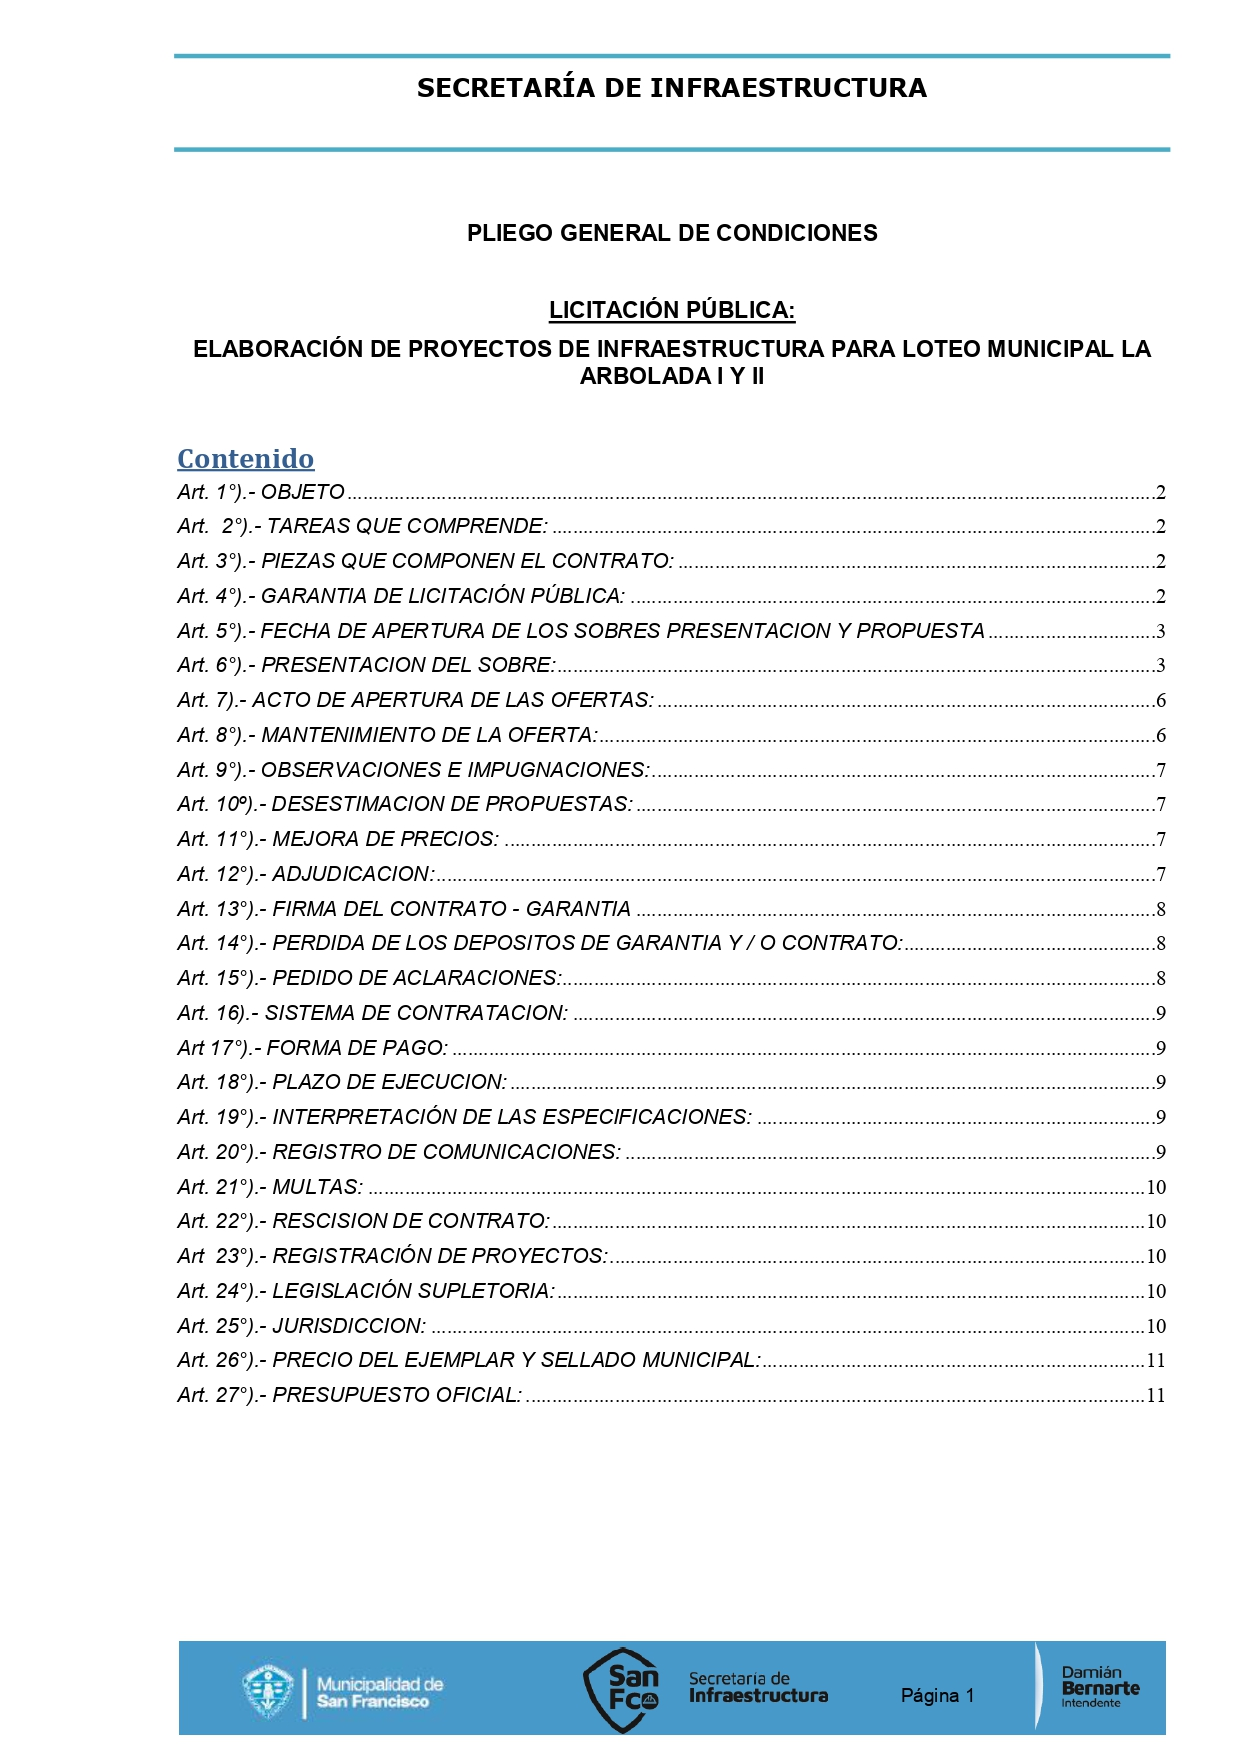 SECRETARÍA DE INFRAESTRUCTURA
PLIEGO GENERAL DE CONDICIONES
LICITACIÓN PÚBLICA:
ELABORACIÓN DE PROYECTOS DE INFRAESTRUCTURA PARA LOTEO MUNICIPAL LA
ARBOLADA I Y II
Contenido
Art. 1°).- OBJETO ... 2
Art.  2°).- TAREAS QUE COMPRENDE: ... 2
Art. 3°).- PIEZAS QUE COMPONEN EL CONTRATO: ... 2
Art. 4°).- GARANTIA DE LICITACIÓN PÚBLICA: ... 2
Art. 5°).- FECHA DE APERTURA DE LOS SOBRES PRESENTACION Y PROPUESTA ... 3
Art. 6°).- PRESENTACION DEL SOBRE: ... 3
Art. 7).- ACTO DE APERTURA DE LAS OFERTAS: ... 6
Art. 8°).- MANTENIMIENTO DE LA OFERTA: ... 6
Art. 9°).- OBSERVACIONES E IMPUGNACIONES: ... 7
Art. 10º).- DESESTIMACION DE PROPUESTAS: ... 7
Art. 11°).- MEJORA DE PRECIOS: ... 7
Art. 12°).- ADJUDICACION: ... 7
Art. 13°).- FIRMA DEL CONTRATO - GARANTIA ... 8
Art. 14°).- PERDIDA DE LOS DEPOSITOS DE GARANTIA Y / O CONTRATO: ... 8
Art. 15°).- PEDIDO DE ACLARACIONES: ... 8
Art. 16).- SISTEMA DE CONTRATACION: ... 9
Art 17°).- FORMA DE PAGO: ... 9
Art. 18°).- PLAZO DE EJECUCION: ... 9
Art. 19°).- INTERPRETACIÓN DE LAS ESPECIFICACIONES: ... 9
Art. 20°).- REGISTRO DE COMUNICACIONES: ... 9
Art. 21°).- MULTAS: ... 10
Art. 22°).- RESCISION DE CONTRATO: ... 10
Art  23°).- REGISTRACIÓN DE PROYECTOS: ... 10
Art. 24°).- LEGISLACIÓN SUPLETORIA: ... 10
Art. 25°).- JURISDICCION: ... 10
Art. 26°).- PRECIO DEL EJEMPLAR Y SELLADO MUNICIPAL: ... 11
Art. 27°).- PRESUPUESTO OFICIAL: ... 11
Municipalidad de
San Francisco
San
Fco
Secretaría de
Infraestructura
Página 1
Damián
Bernarte
Intendente